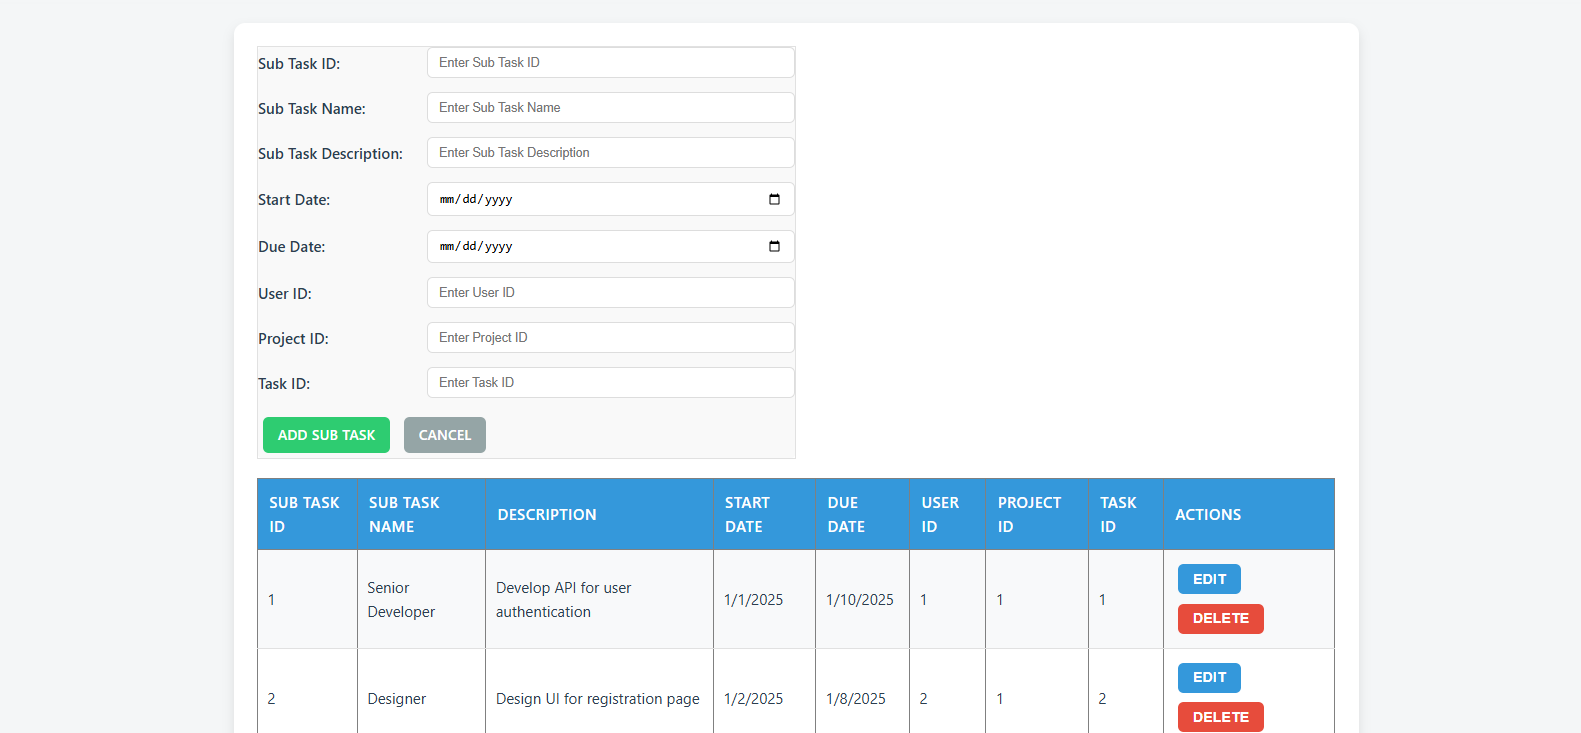 Sub Task ID: Enter Sub Task ID
Sub Task Name: Enter Sub Task Name
Sub Task Description: Enter Sub Task Description
Start Date: mm/dd/yyyy
Due Date: mm/dd/yyyy
User ID: Enter User ID
Project ID: Enter Project ID
Task ID: Enter Task ID
ADD SUB TASK CANCEL
SUB TASK ID SUB TASK NAME DESCRIPTION START DATE DUE DATE USER ID PROJECT ID TASK ID ACTIONS
1 Senior Developer Develop API for user authentication 1/1/2025 1/10/2025 1 1 1 EDIT DELETE
2 Designer Design UI for registration page 1/2/2025 1/8/2025 2 1 2 EDIT DELETE